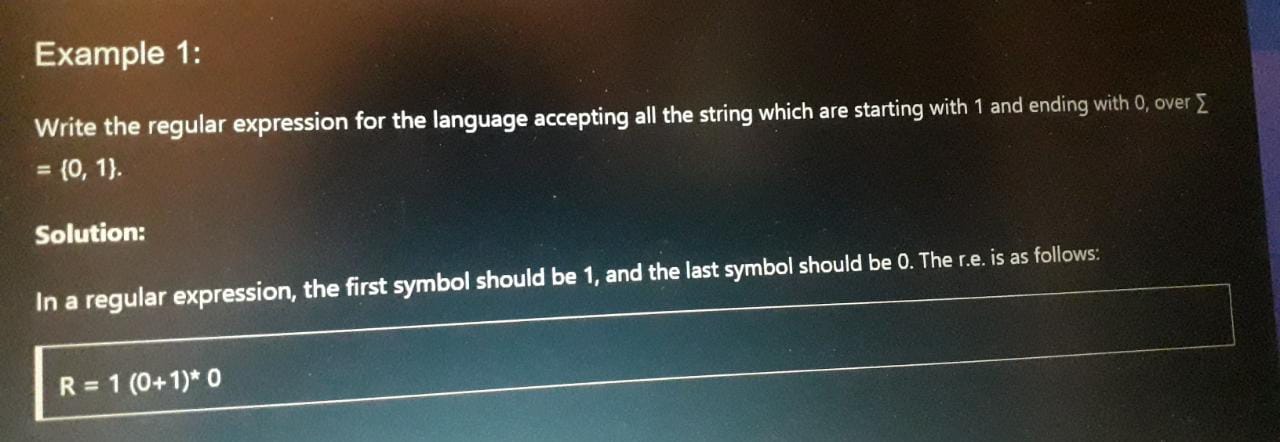 Example 1:
Write the regular expression for the language accepting all the string which are starting with 1 and ending with 0, over ∑
= {0, 1}.
Solution:
In a regular expression, the first symbol should be 1, and the last symbol should be 0. The r.e. is as follows:
R = 1 (0+1)* 0